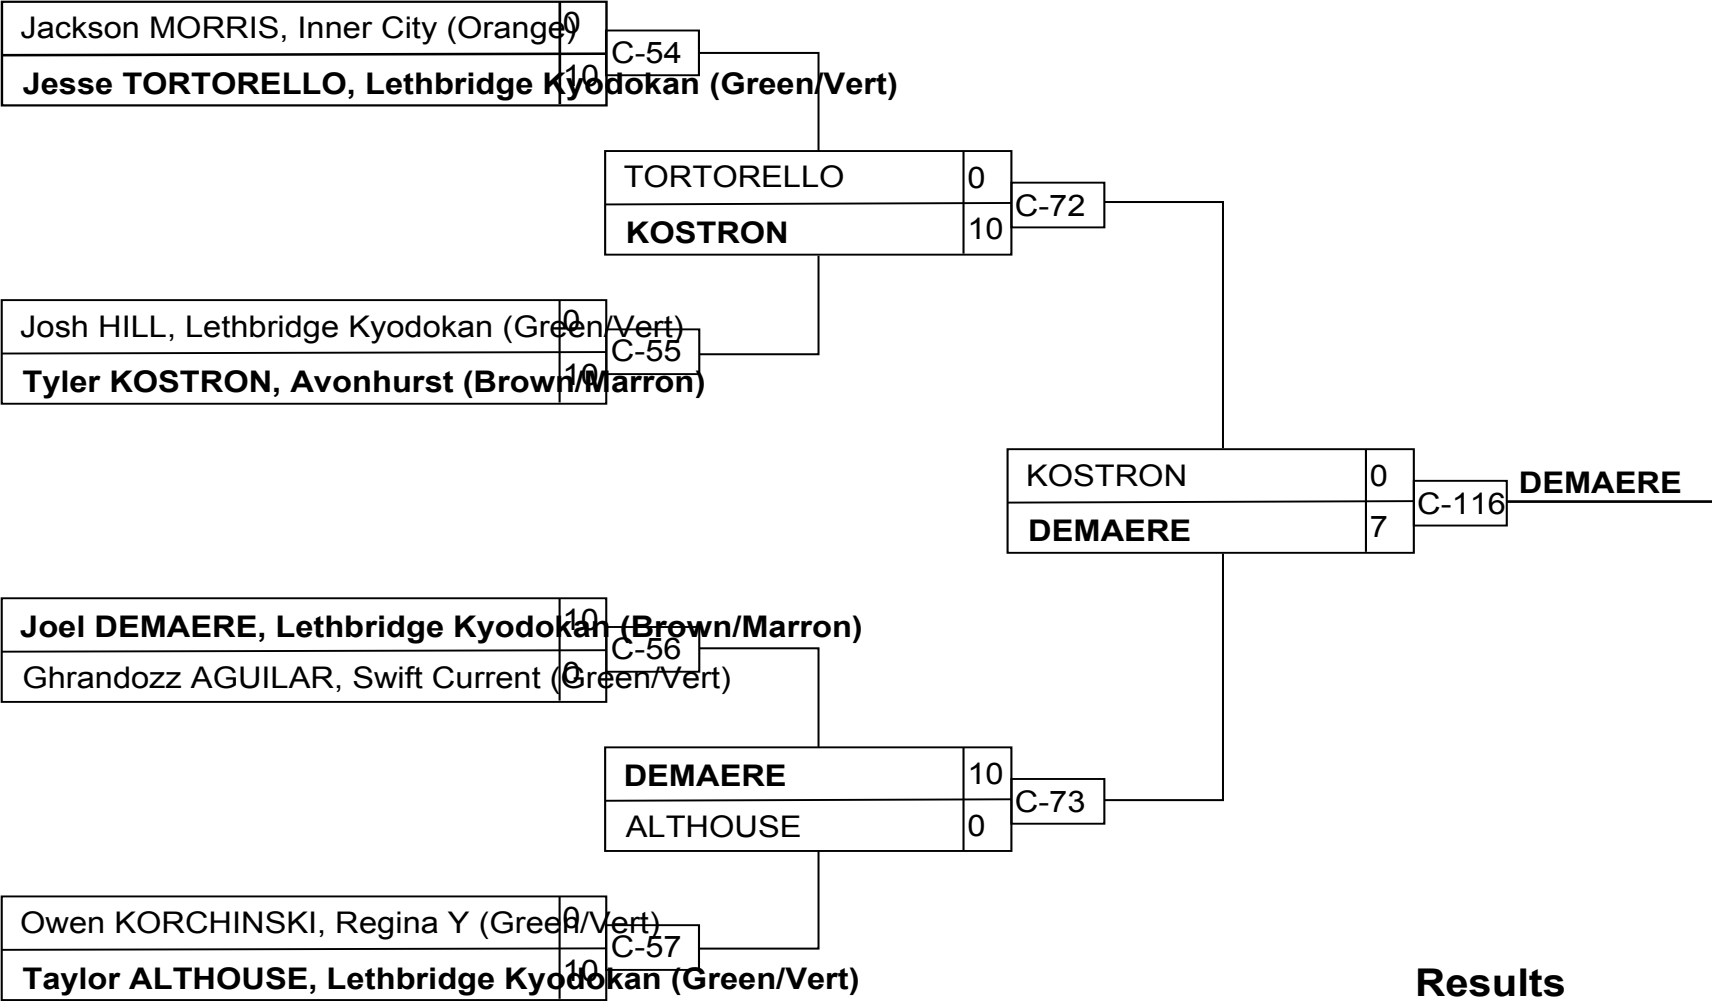 Jackson MORRIS, Inner City (Orange) 0
C-54
Jesse TORTORELLO, Lethbridge Kyodokan (Green/Vert) 10
TORTORELLO 0
C-72
KOSTRON 10
Josh HILL, Lethbridge Kyodokan (Green/Vert) 0
C-55
Tyler KOSTRON, Avonhurst (Brown/Marron) 10
KOSTRON 0
C-116 DEMAERE
DEMAERE 7
Joel DEMAERE, Lethbridge Kyodokan (Brown/Marron) 10
C-56
Ghrandozz AGUILAR, Swift Current (Green/Vert) 0
DEMAERE 10
C-73
ALTHOUSE 0
Owen KORCHINSKI, Regina Y (Green/Vert) 0
C-57
Taylor ALTHOUSE, Lethbridge Kyodokan (Green/Vert) 10
Results